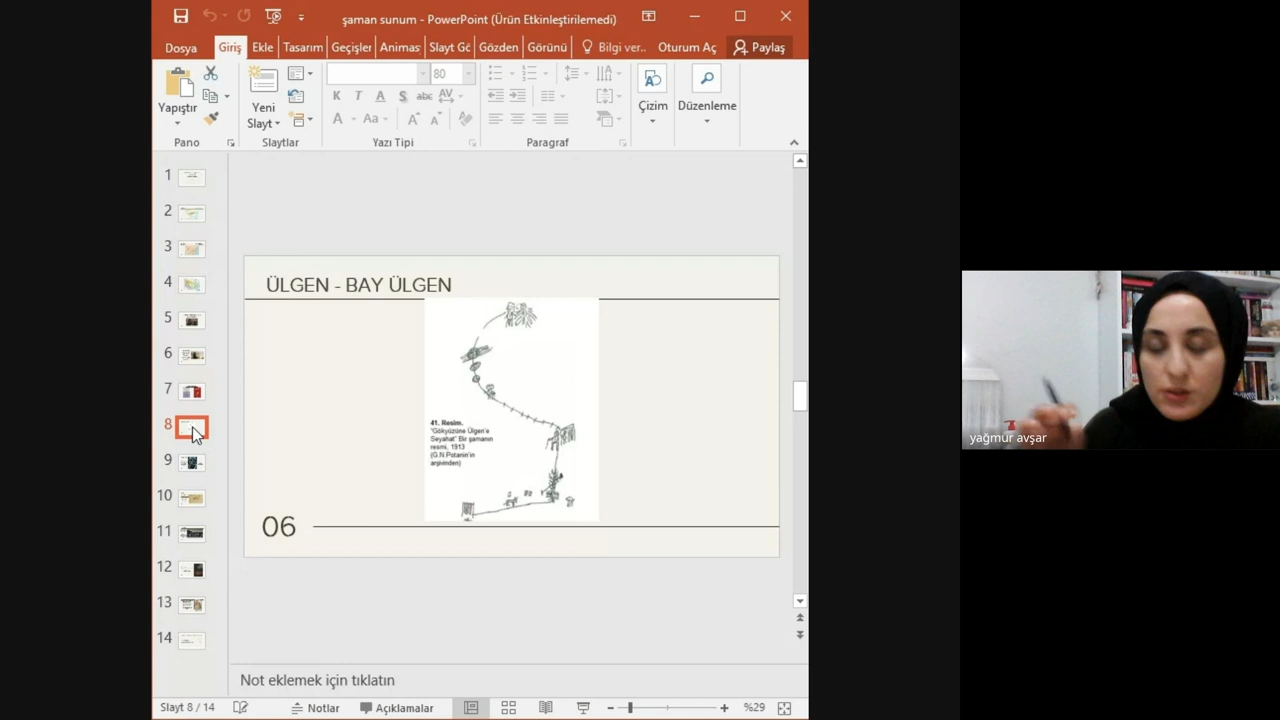 şaman sunum - PowerPoint (Ürün Etkinleştirilemedi)
Dosya Giriş Ekle Tasarım Geçişler Animas Slayt Gö Gözden Görünü Bilgi ver.. Oturum Aç Paylaş
80
Yapıştır Yeni Slayt K T A S abc AV Çizim Düzenleme
A Aa A A
Pano Slaytlar Yazı Tipi Paragraf
1
2
3
4
5
6
7
8
9
10
11
12
13
14
ÜLGEN - BAY ÜLGEN
41. Resim.
"Gökyüzüne Ülgen'e
Seyahat" Bir şamanın
resmi, 1913
(G.N.Potanin'in
arşivinden)
06
yağmur avşar
Not eklemek için tıklatın
Slayt 8 / 14 Notlar Açıklamalar %29